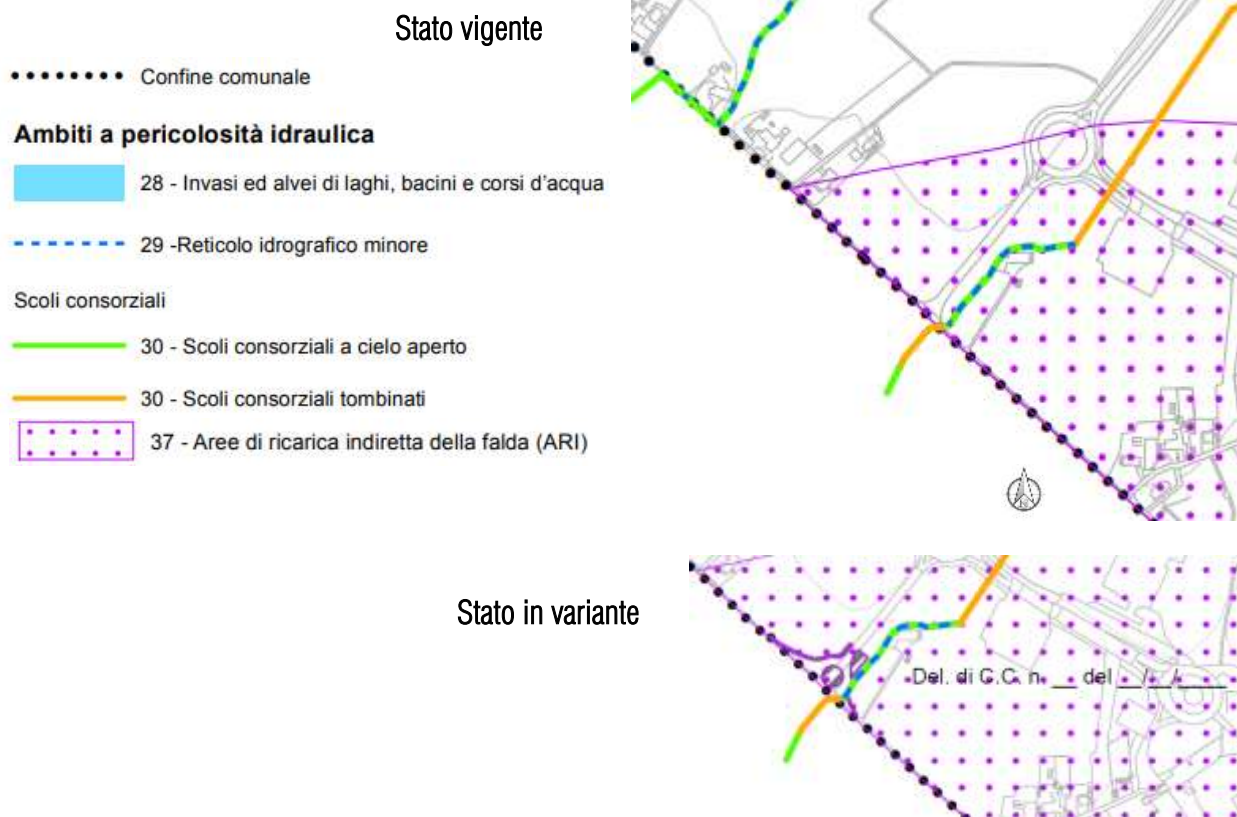 Stato vigente
Confine comunale
Ambiti a pericolosità idraulica
28 - Invasi ed alvei di laghi, bacini e corsi d'acqua
29 -Reticolo idrografico minore
Scoli consorziali
30 - Scoli consorziali a cielo aperto
30 - Scoli consorziali tombinati
37 - Aree di ricarica indiretta della falda (ARI)
Stato in variante
Del. di C.C. n. __ del __/__/____